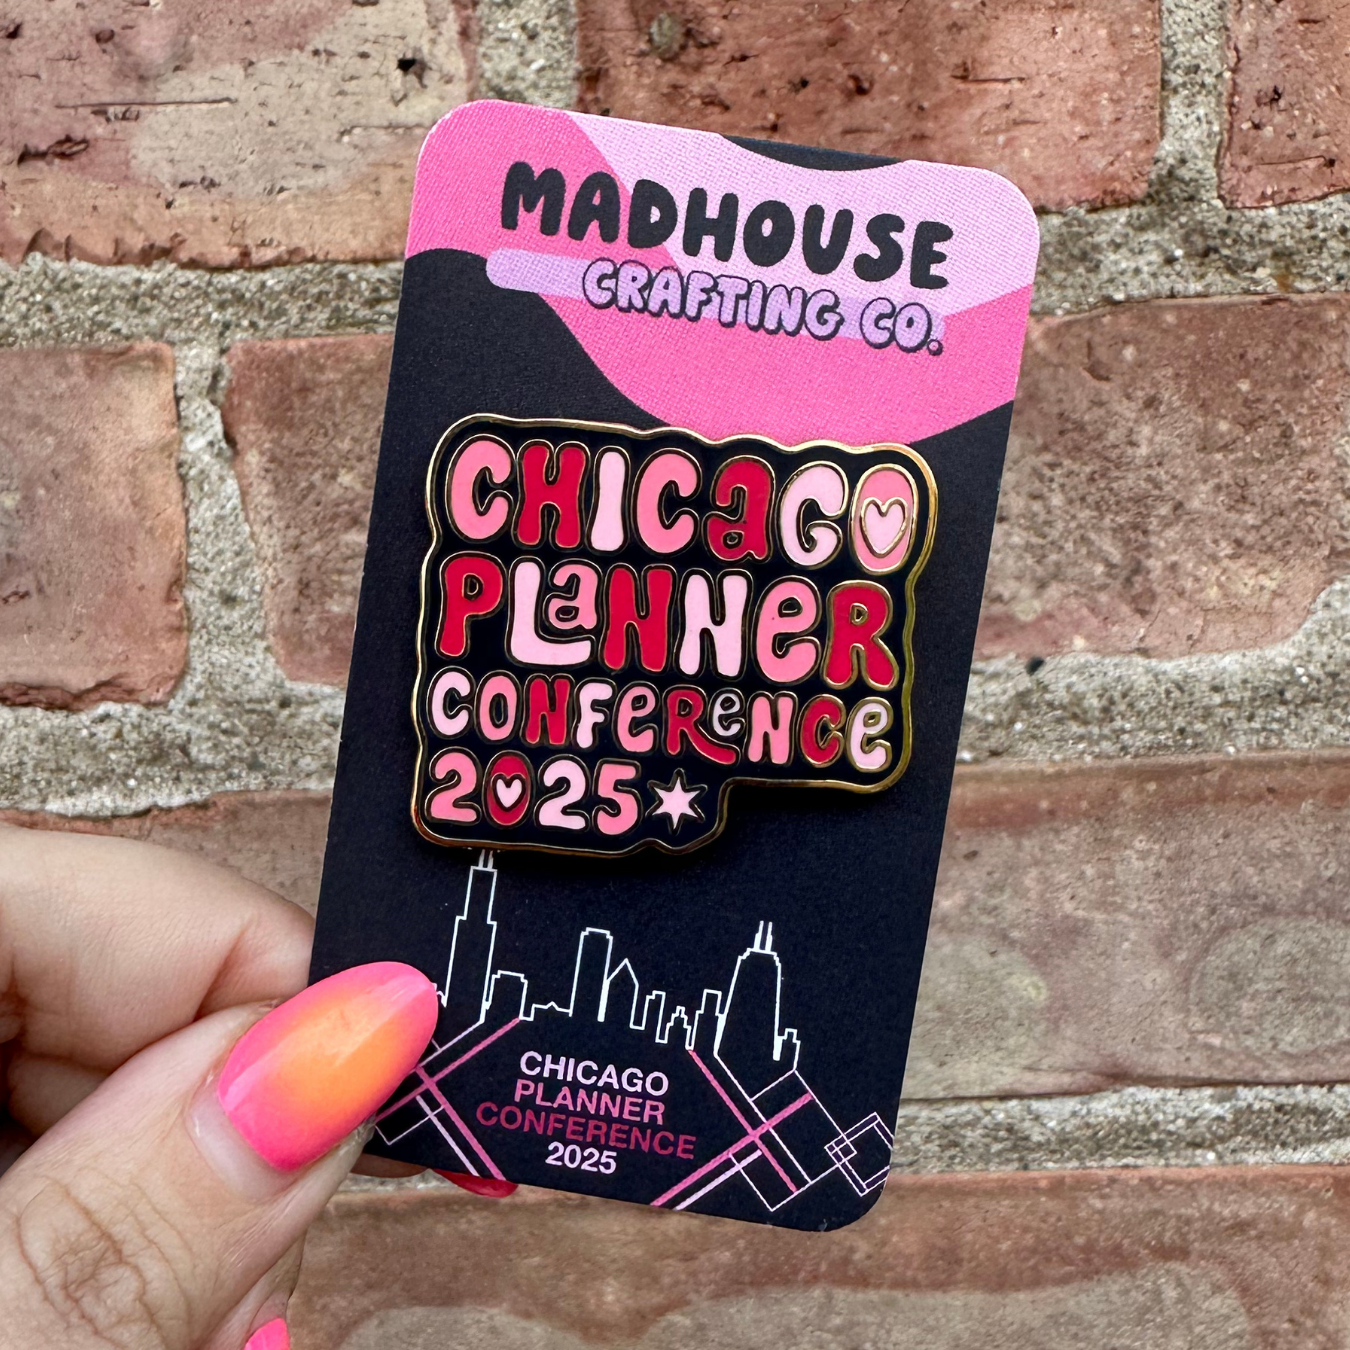 MADHOUSE
CRAFTING CO.
CHICaGO
PLaNNeR
CONFeReNCe
2025
CHICAGO
PLANNER
CONFERENCE
2025